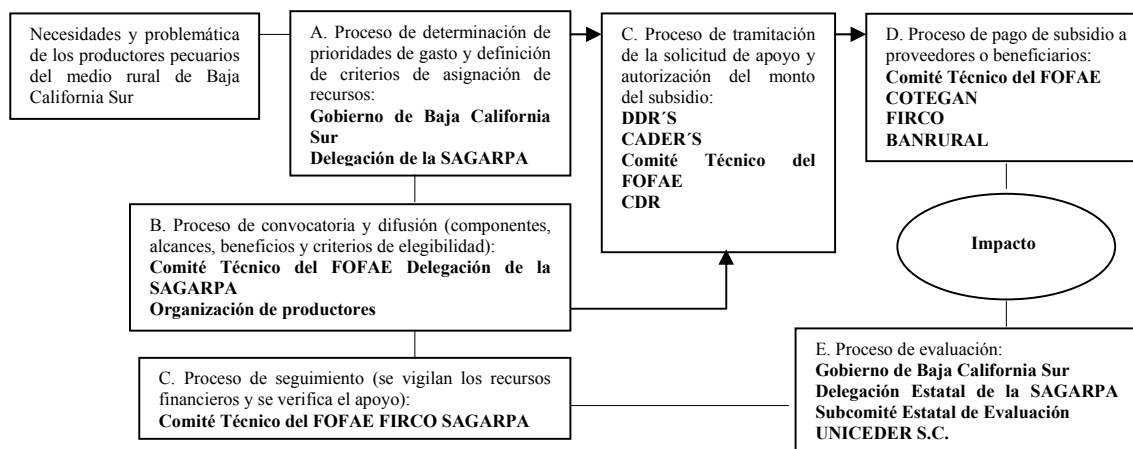 Necesidades y problemática
de los productores pecuarios
del medio rural de Baja
California Sur
A. Proceso de determinación de
prioridades de gasto y definición
de criterios de asignación de
recursos:
Gobierno de Baja California
Sur
Delegación de la SAGARPA
C. Proceso de tramitación de
la solicitud de apoyo y
autorización del monto
del subsidio:
DDR´S
CADER´S
Comité Técnico del
FOFAE
CDR
D. Proceso de pago de subsidio a
proveedores o beneficiarios:
Comité Técnico del FOFAE
COTEGAN
FIRCO
BANRURAL
B. Proceso de convocatoria y difusión (componentes,
alcances, beneficios y criterios de elegibilidad):
Comité Técnico del FOFAE Delegación de la
SAGARPA
Organización de productores
Impacto
C. Proceso de seguimiento (se vigilan los recursos
financieros y se verifica el apoyo):
Comité Técnico del FOFAE FIRCO SAGARPA
E. Proceso de evaluación:
Gobierno de Baja California Sur
Delegación Estatal de la SAGARPA
Subcomité Estatal de Evaluación
UNICEDER S.C.